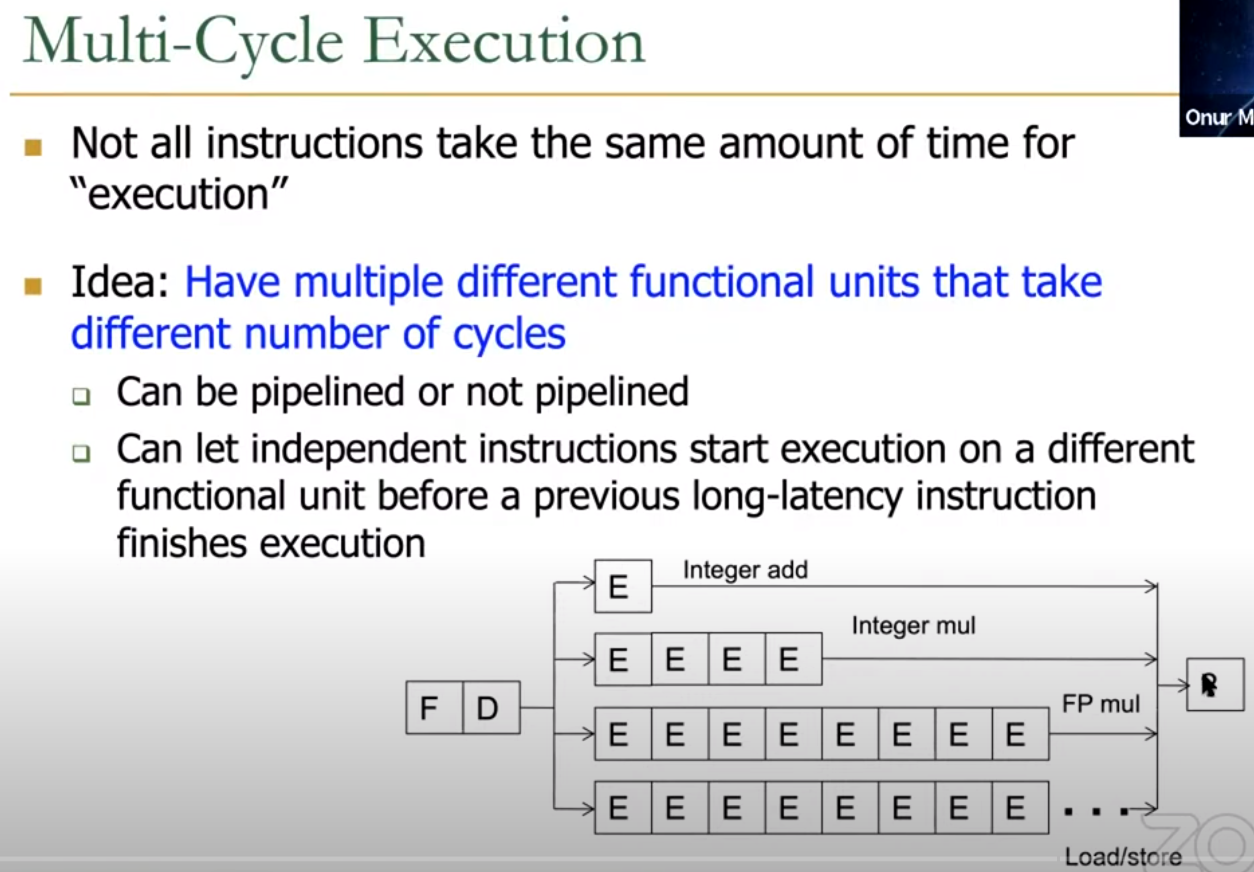 Multi-Cycle Execution
Onur M
Not all instructions take the same amount of time for
“execution”
Idea: Have multiple different functional units that take
different number of cycles
Can be pipelined or not pipelined
Can let independent instructions start execution on a different
functional unit before a previous long-latency instruction
finishes execution
E
Integer add
Integer mul
E E E E
F D
FP mul
E E E E E E E E
E E E E E E E E . . .
Load/store
ZO